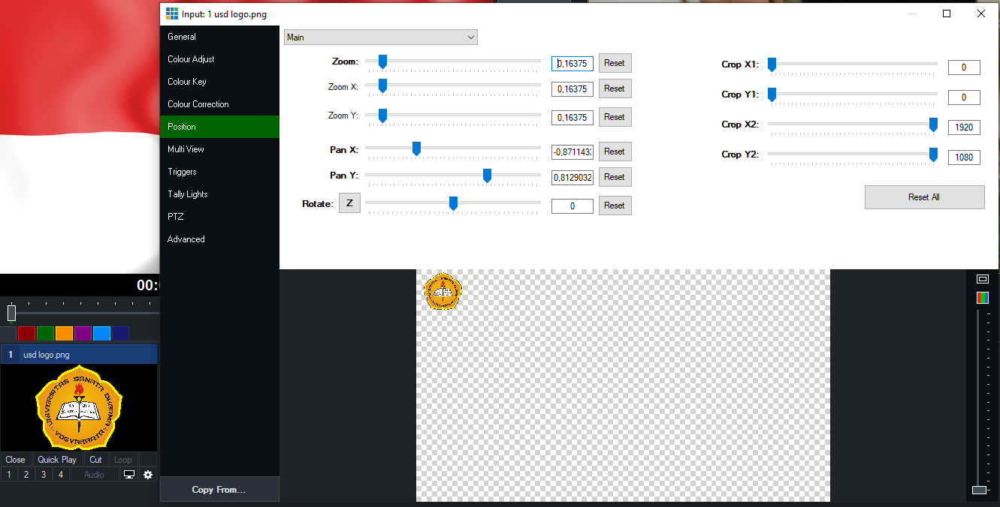 Input: 1 usd logo.png
General
Colour Adjust
Colour Key
Colour Correction
Position
Multi View
Triggers
Tally Lights
PTZ
Advanced
Copy From...
Main
Zoom: 0,16375 Reset
Zoom X: 0,16375 Reset
Zoom Y: 0,16375 Reset
Pan X: -0,871143 Reset
Pan Y: 0,8129032 Reset
Rotate: Z 0 Reset
Crop X1: 0
Crop Y1: 0
Crop X2: 1920
Crop Y2: 1080
Reset All
00:
1 usd logo.png
UNIVERSITAS SANATA DHARMA
YOGYAKARTA
Close Quick Play Cut Loop
1 2 3 4 Audio